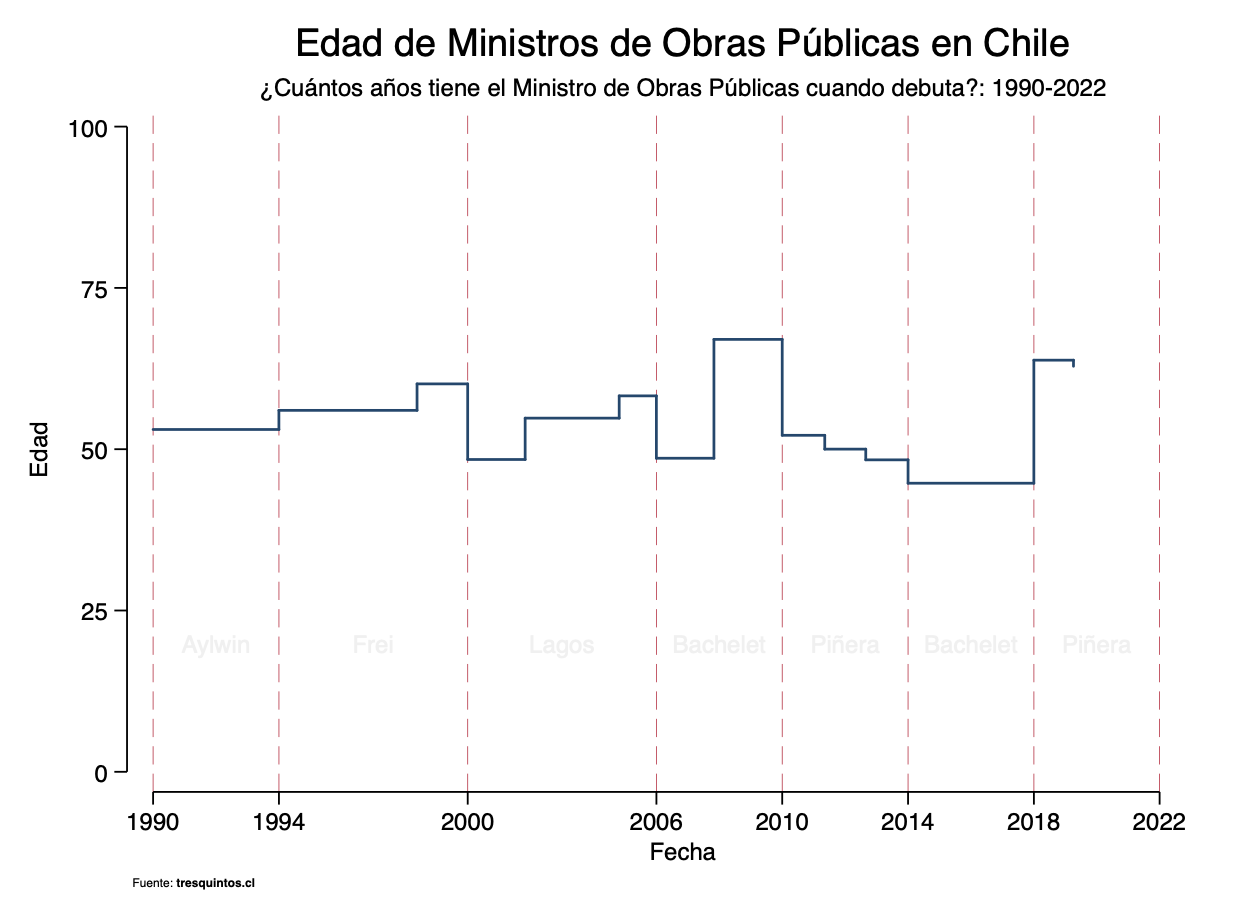 Edad de Ministros de Obras Públicas en Chile
¿Cuántos años tiene el Ministro de Obras Públicas cuando debuta?: 1990-2022
100
75
50
25
0
Edad
Aylwin Frei Lagos Bachelet Piñera Bachelet Piñera
1990 1994 2000 2006 2010 2014 2018 2022
Fecha
Fuente: tresquintos.cl